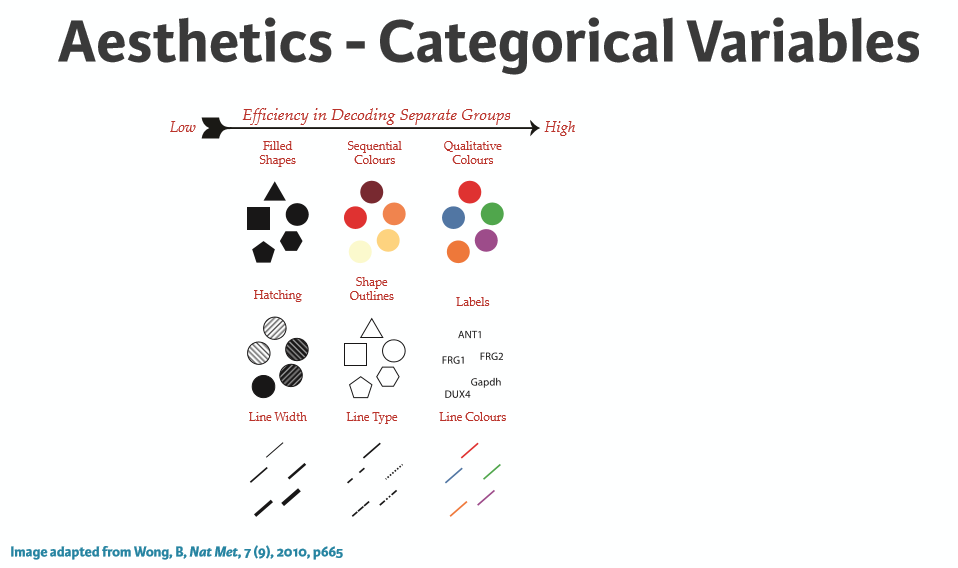 Aesthetics - Categorical Variables
Efficiency in Decoding Separate Groups
Low
High
Filled
Shapes
Sequential
Colours
Qualitative
Colours
Hatching
Shape
Outlines
Labels
ANT1
FRG1
FRG2
Gapdh
DUX4
Line Width
Line Type
Line Colours
Image adapted from Wong, B, Nat Met, 7 (9), 2010, p665